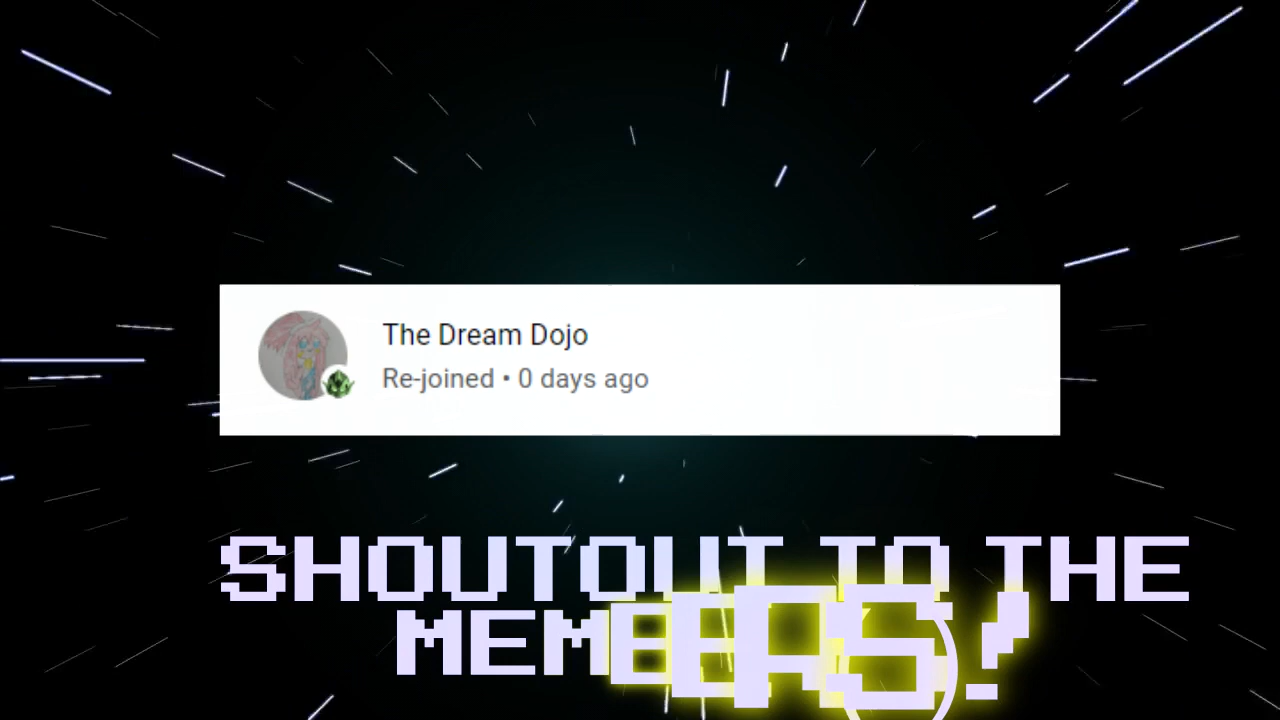 The Dream Dojo
Re-joined • 0 days ago
SHOUTOUT TO THE
MEMBERS!